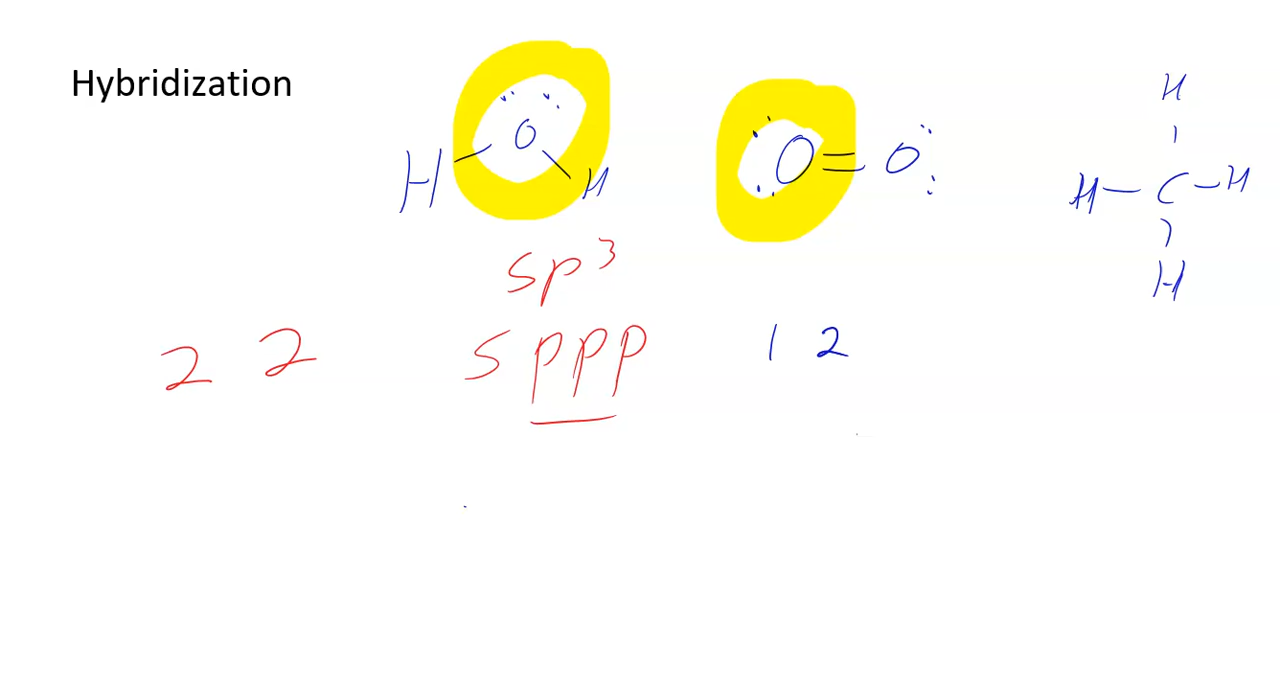 Hybridization
H
O
O = O
H
H H
H — C — H
sp³
H
2 2 s p p p 1 2